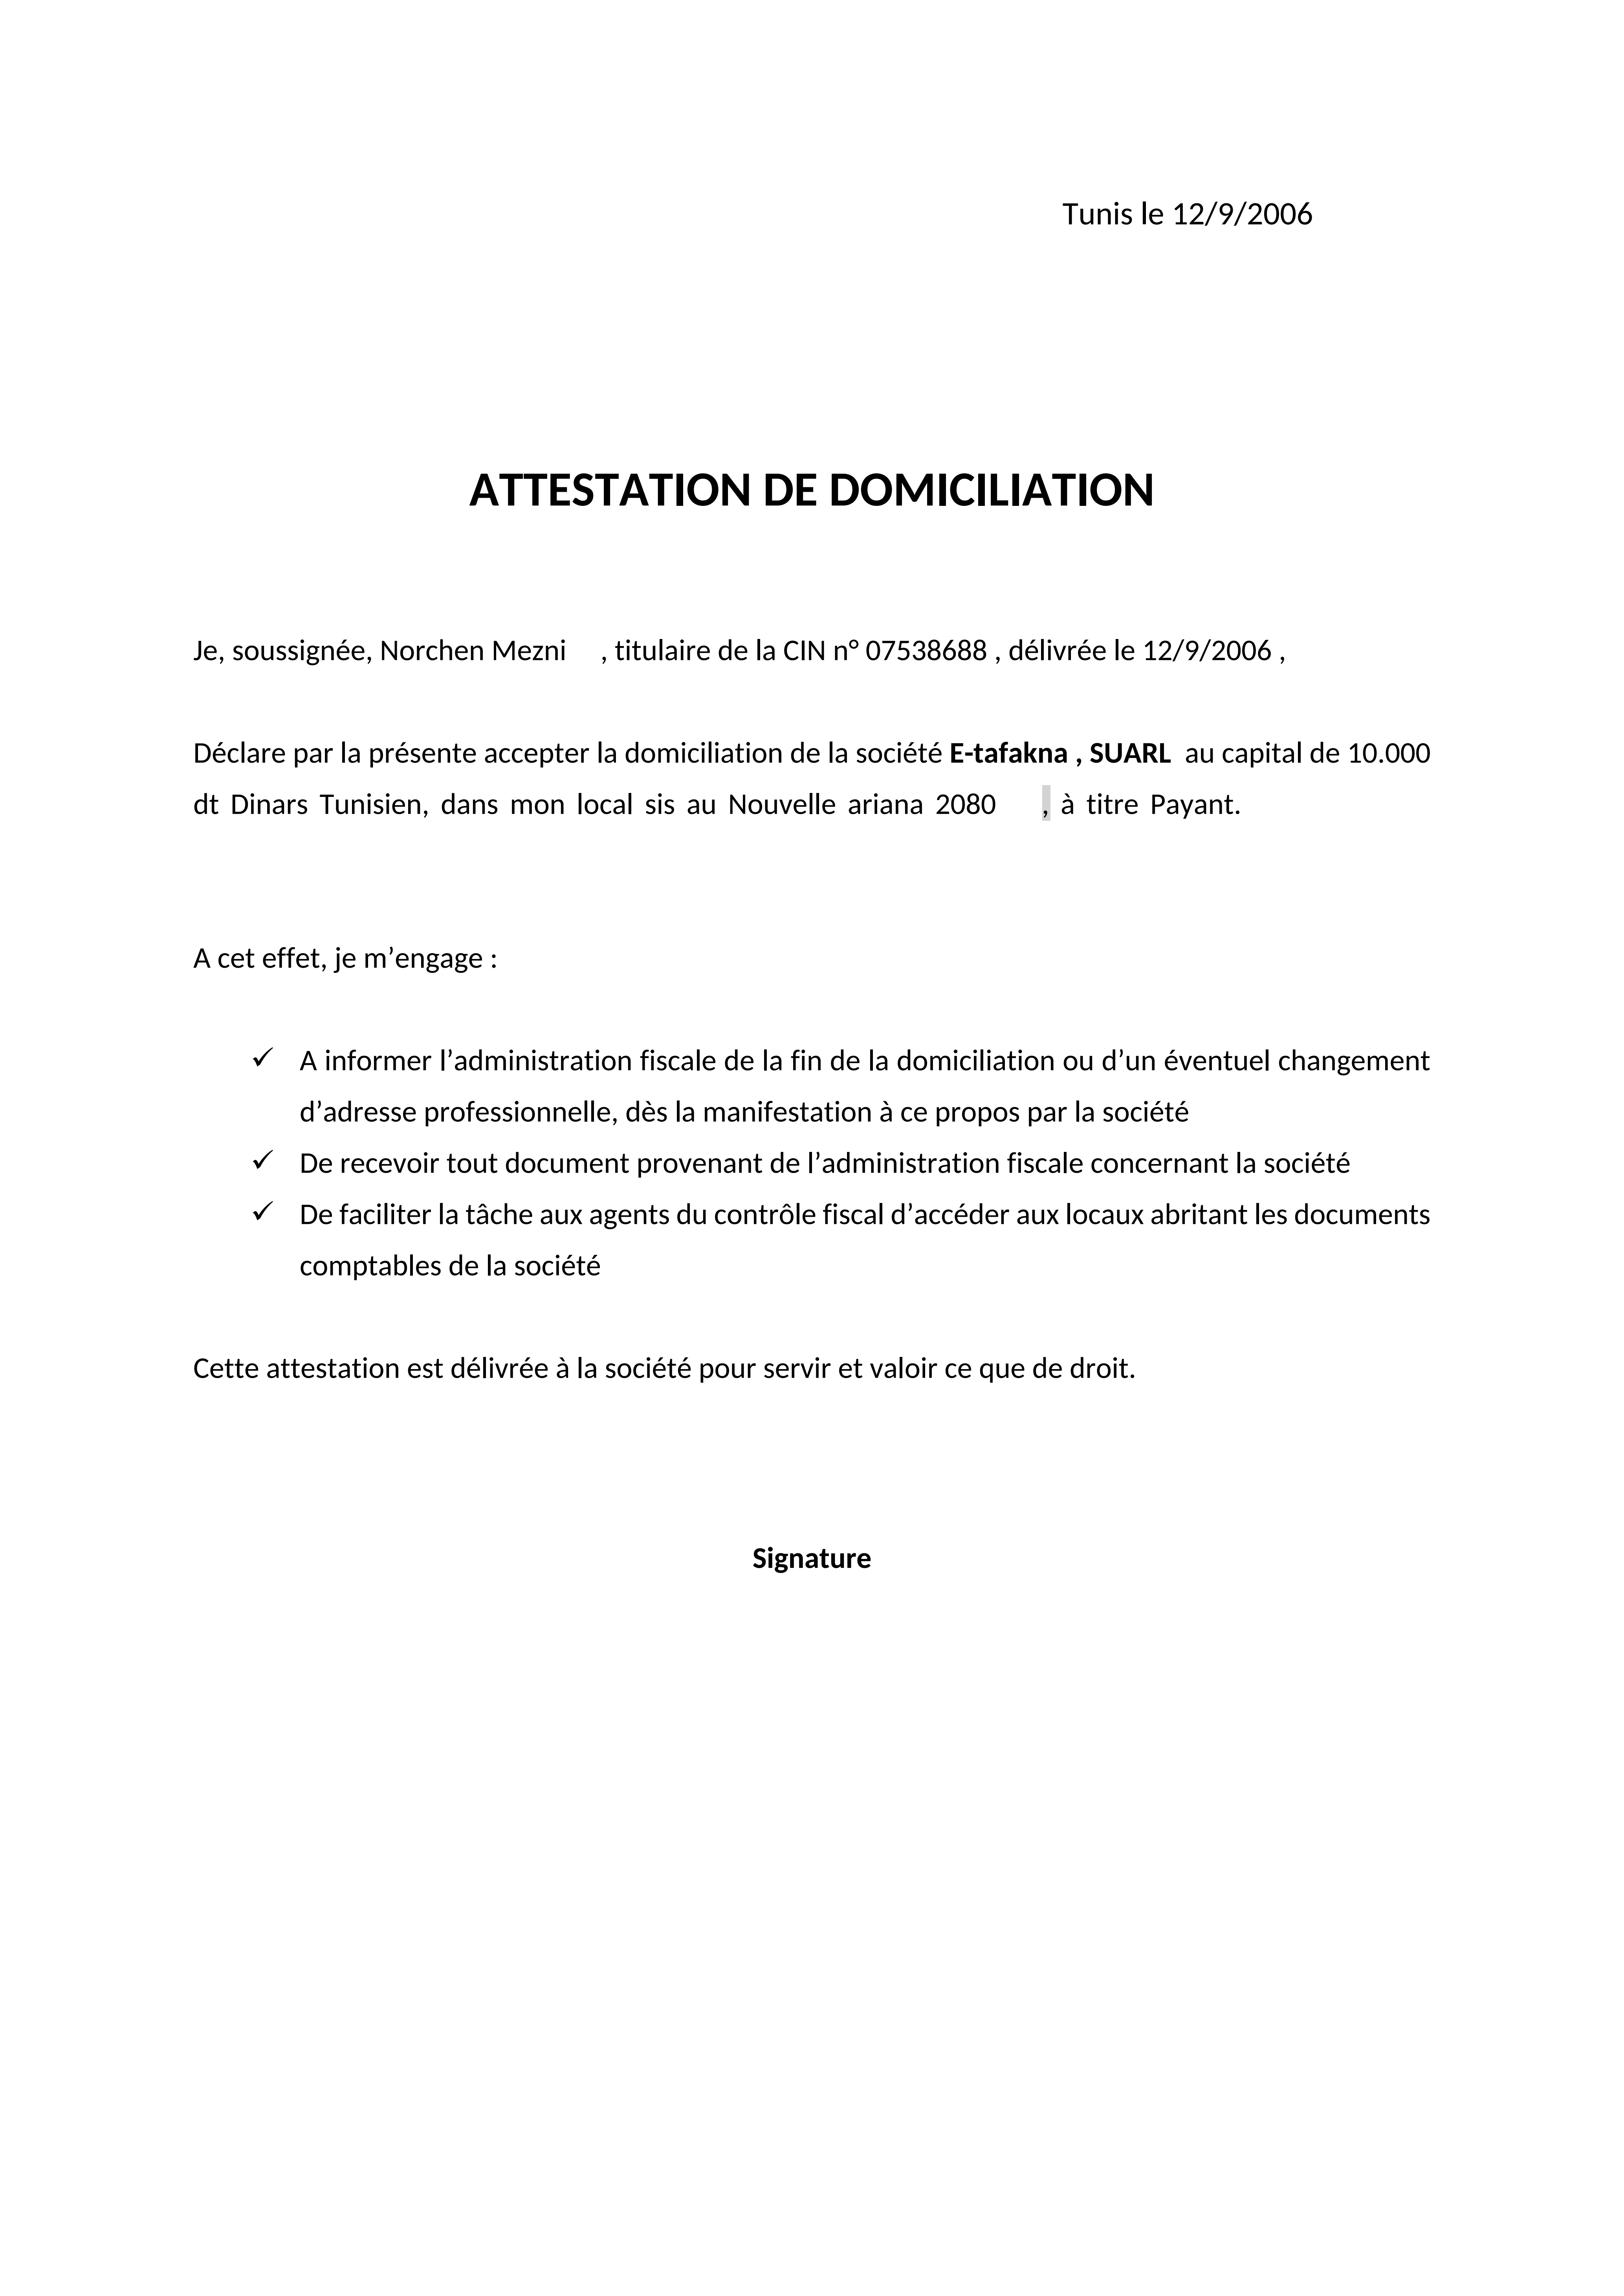 Tunis le 12/9/2006
ATTESTATION DE DOMICILIATION
Je, soussignée, Norchen Mezni , titulaire de la CIN n° 07538688 , délivrée le 12/9/2006 ,
Déclare par la présente accepter la domiciliation de la société E-tafakna , SUARL au capital de 10.000
dt Dinars Tunisien, dans mon local sis au Nouvelle ariana 2080 , à titre Payant.
A cet effet, je m’engage :
✓ A informer l’administration fiscale de la fin de la domiciliation ou d’un éventuel changement
d’adresse professionnelle, dès la manifestation à ce propos par la société
✓ De recevoir tout document provenant de l’administration fiscale concernant la société
✓ De faciliter la tâche aux agents du contrôle fiscal d’accéder aux locaux abritant les documents
comptables de la société
Cette attestation est délivrée à la société pour servir et valoir ce que de droit.
Signature